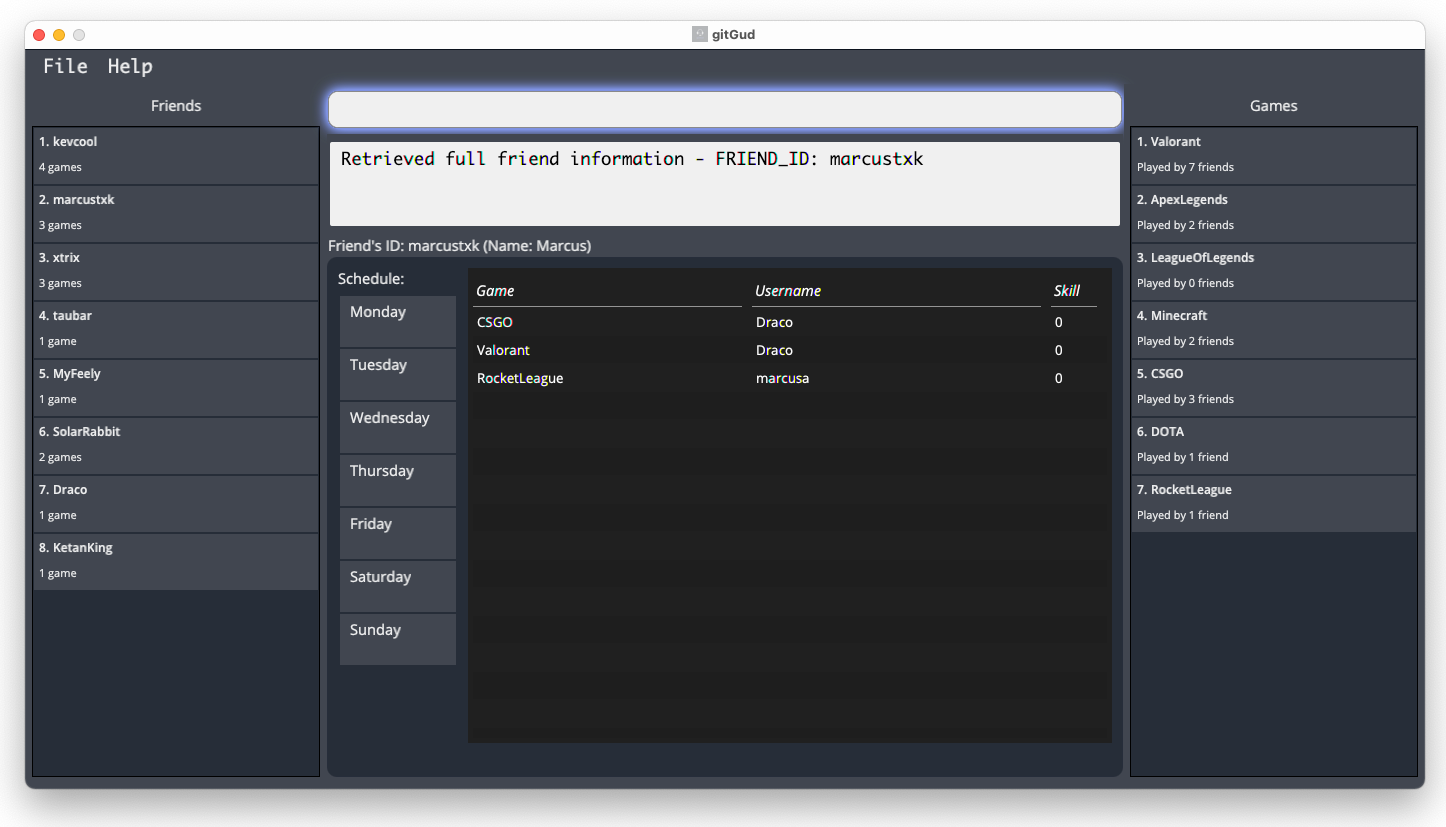 gitGud
File Help
Friends
1. kevcool
4 games
2. marcustxk
3 games
3. xtrix
3 games
4. taubar
1 game
5. MyFeely
1 game
6. SolarRabbit
2 games
7. Draco
1 game
8. KetanKing
1 game
Retrieved full friend information - FRIEND_ID: marcustxk
Friend's ID: marcustxk (Name: Marcus)
Schedule:
Monday
Tuesday
Wednesday
Thursday
Friday
Saturday
Sunday
Game Username Skill
CSGO Draco 0
Valorant Draco 0
RocketLeague marcusa 0
Games
1. Valorant
Played by 7 friends
2. ApexLegends
Played by 2 friends
3. LeagueOfLegends
Played by 0 friends
4. Minecraft
Played by 2 friends
5. CSGO
Played by 3 friends
6. DOTA
Played by 1 friend
7. RocketLeague
Played by 1 friend